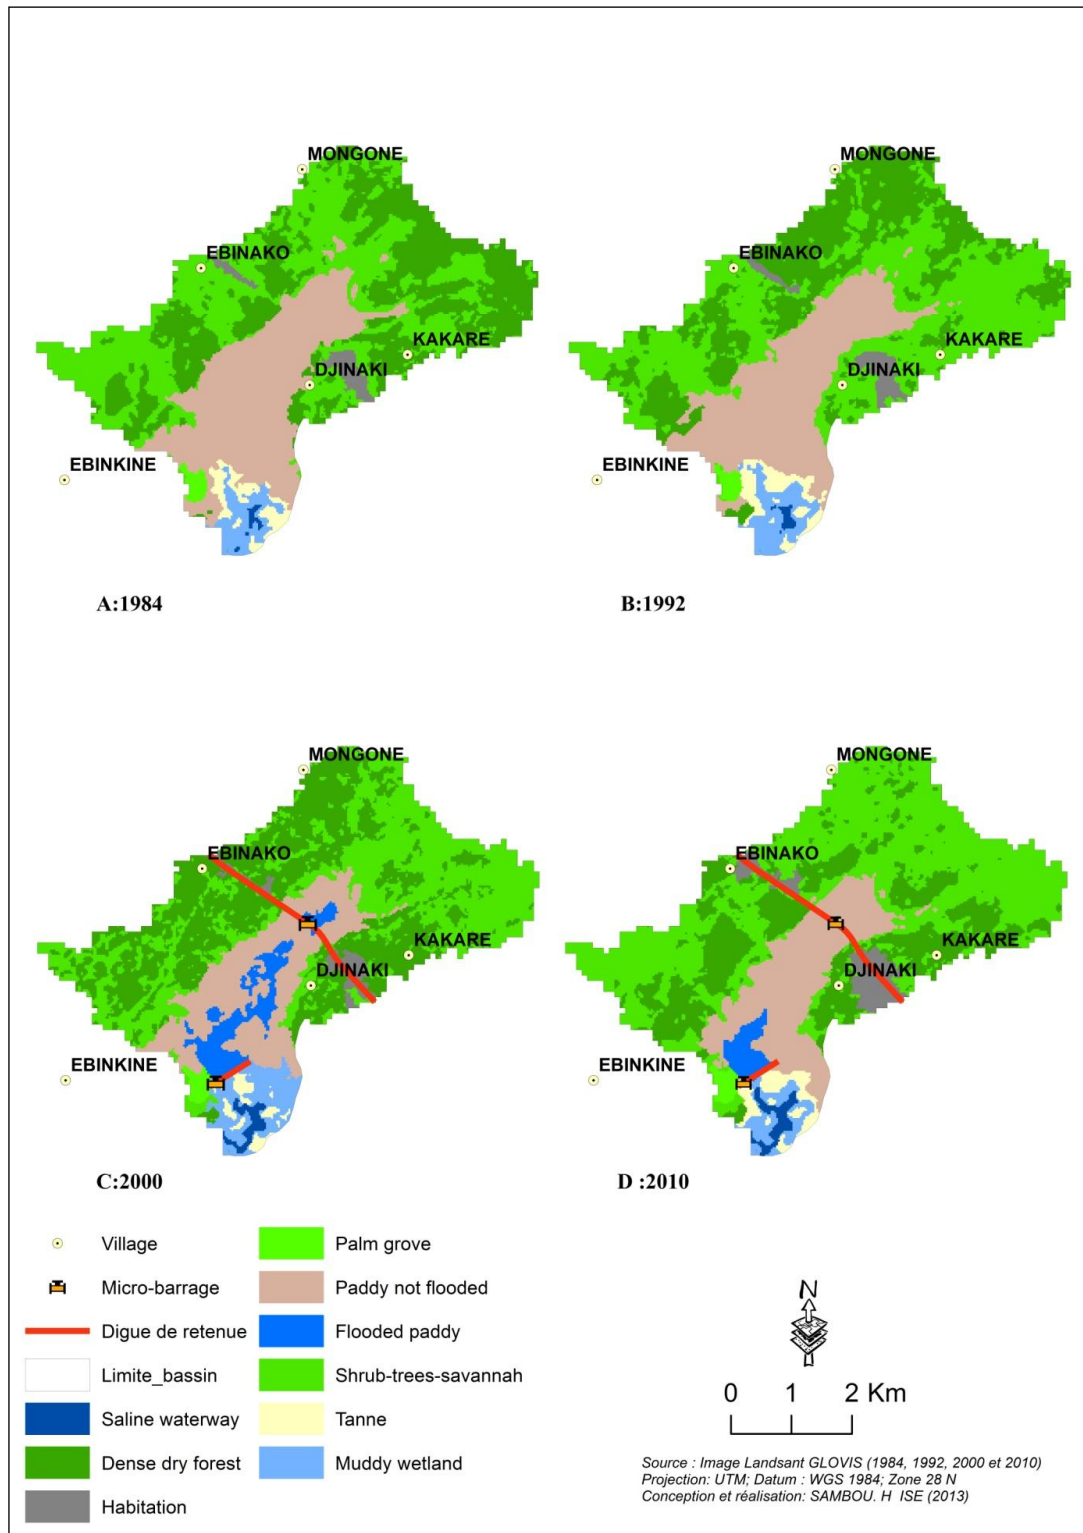 MONGONE
MONGONE
EBINAKO
EBINAKO
KAKARE
KAKARE
DJINAKI
DJINAKI
EBINKINE
EBINKINE
A:1984
B:1992
MONGONE
MONGONE
EBINAKO
EBINAKO
KAKARE
KAKARE
DJINAKI
DJINAKI
EBINKINE
EBINKINE
C:2000
D :2010
Village
Micro-barrage
Digue de retenue
Limite_bassin
Saline waterway
Dense dry forest
Habitation
Palm grove
Paddy not flooded
Flooded paddy
Shrub-trees-savannah
Tanne
Muddy wetland
N
0 1 2 Km
Source : Image Landsant GLOVIS (1984, 1992, 2000 et 2010)
Projection: UTM; Datum : WGS 1984; Zone 28 N
Conception et réalisation: SAMBOU. H ISE (2013)